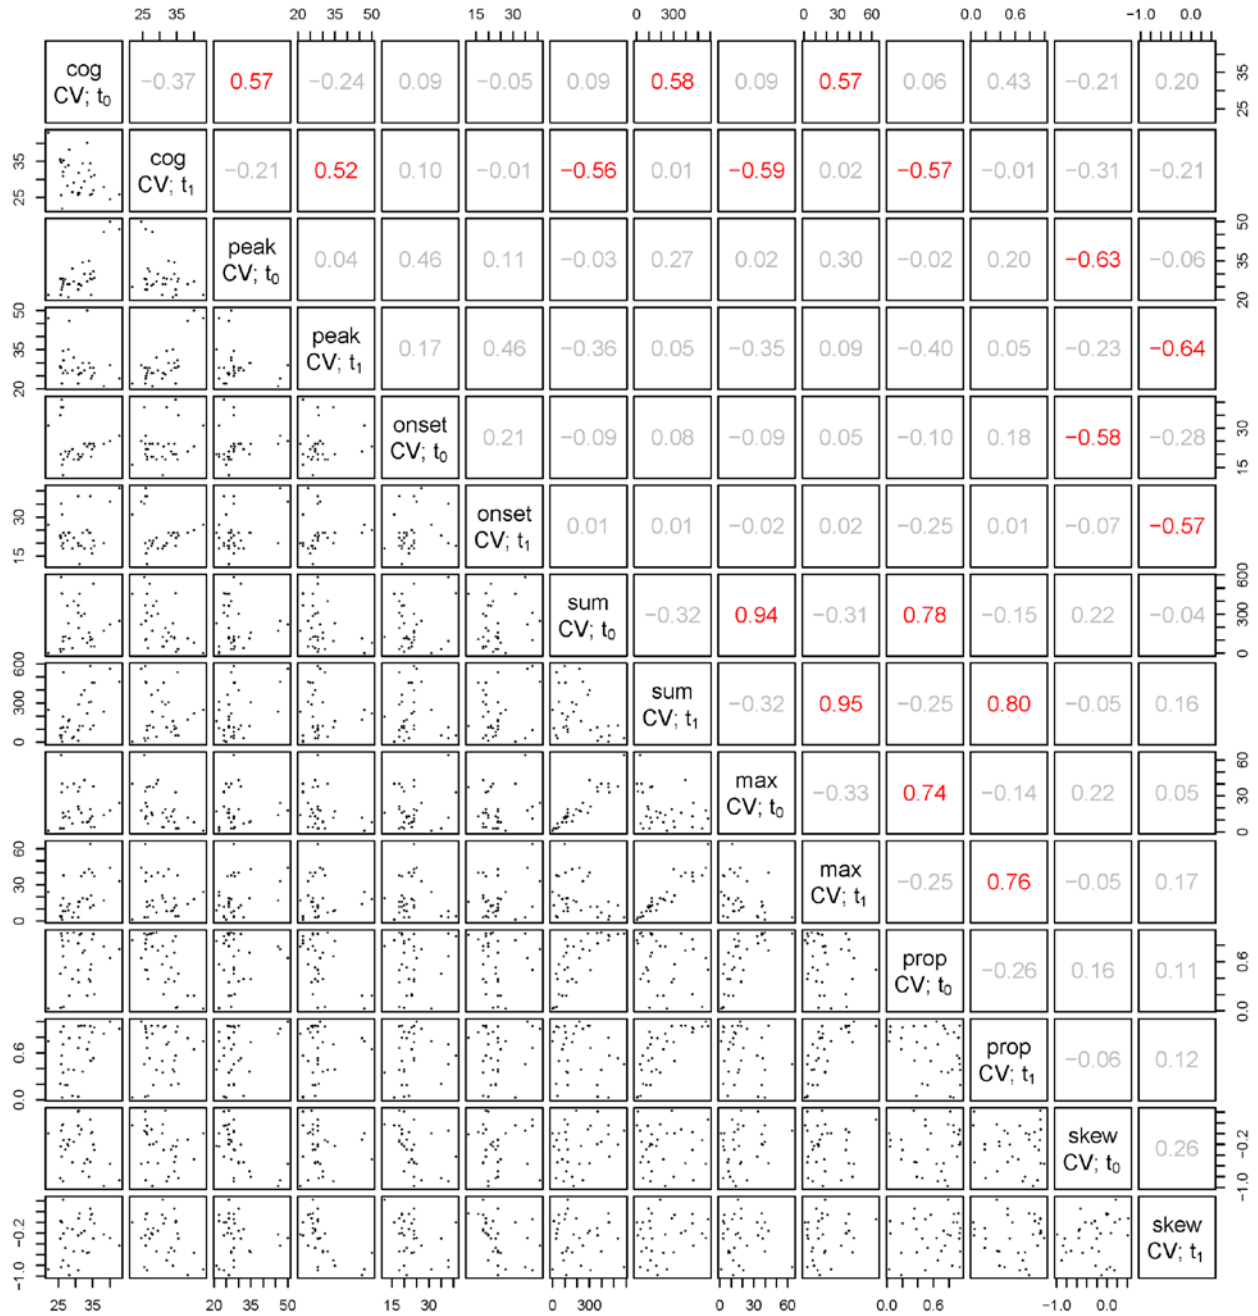 25 35 20 35 50 15 30 0 300 0 30 60 0.0 0.6 −1.0 0.0
cog
CV; t₀
−0.37 0.57 −0.24 0.09 −0.05 0.09 0.58 0.09 0.57 0.06 0.43 −0.21 0.20
25 35
25 35
cog
CV; t₁
−0.21 0.52 0.10 −0.01 −0.56 0.01 −0.59 0.02 −0.57 −0.01 −0.31 −0.21
peak
CV; t₀
0.04 0.46 0.11 −0.03 0.27 0.02 0.30 −0.02 0.20 −0.63 −0.06
20 35 50
20 35 50
peak
CV; t₁
0.17 0.46 −0.36 0.05 −0.35 0.09 −0.40 0.05 −0.23 −0.64
onset
CV; t₀
0.21 −0.09 0.08 −0.09 0.05 −0.10 0.18 −0.58 −0.28
15 30
15 30
onset
CV; t₁
0.01 0.01 −0.02 0.02 −0.25 0.01 −0.07 −0.57
sum
CV; t₀
−0.32 0.94 −0.31 0.78 −0.15 0.22 −0.04
0 300 600
0 300 600
sum
CV; t₁
−0.32 0.95 −0.25 0.80 −0.05 0.16
max
CV; t₀
−0.33 0.74 −0.14 0.22 0.05
0 30 60
0 30 60
max
CV; t₁
−0.25 0.76 −0.05 0.17
prop
CV; t₀
−0.26 0.16 0.11
0.0 0.6
0.0 0.6
prop
CV; t₁
−0.06 0.12
skew
CV; t₀
0.26
−1.0 −0.2
−1.0 −0.2
skew
CV; t₁
25 35 20 35 50 15 30 0 300 0 30 60 0.0 0.6 −1.0 0.0